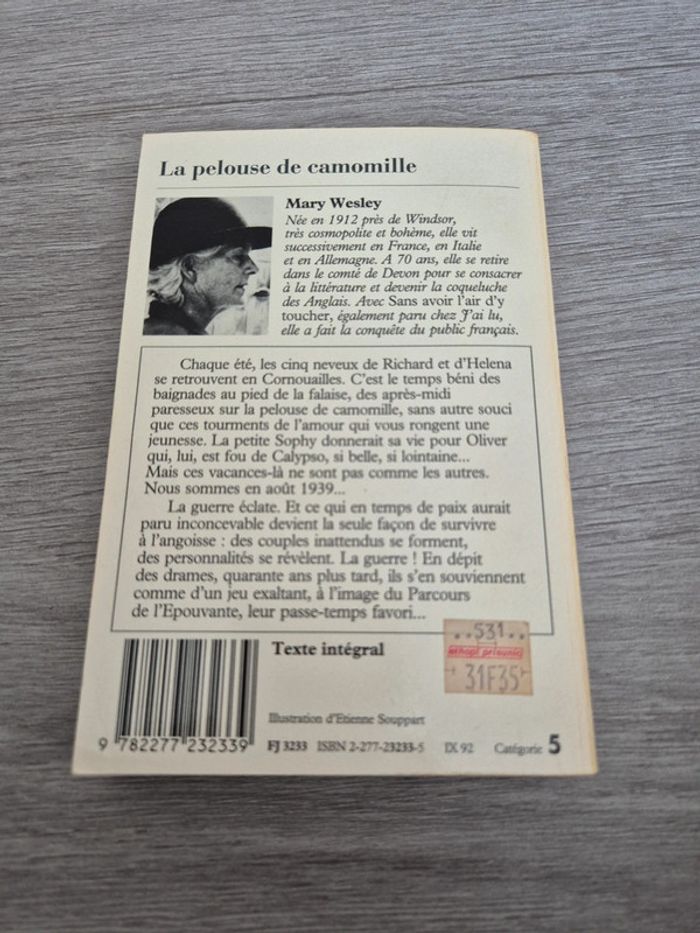 La pelouse de camomille
Mary Wesley
Née en 1912 près de Windsor,
très cosmopolite et bohème, elle vit
successivement en France, en Italie
et en Allemagne. A 70 ans, elle se retire
dans le comté de Devon pour se consacrer
à la littérature et devenir la coqueluche
des Anglais. Avec Sans avoir l'air d'y
toucher, également paru chez J'ai lu,
elle a fait la conquête du public français.
Chaque été, les cinq neveux de Richard et d'Helena
se retrouvent en Cornouailles. C'est le temps béni des
baignades au pied de la falaise, des après-midi
paresseux sur la pelouse de camomille, sans autre souci
que ces tourments de l'amour qui vous rongent une
jeunesse. La petite Sophy donnerait sa vie pour Oliver
qui, lui, est fou de Calypso, si belle, si lointaine...
Mais ces vacances-là ne sont pas comme les autres.
Nous sommes en août 1939...
La guerre éclate. Et ce qui en temps de paix aurait
paru inconcevable devient la seule façon de survivre
à l'angoisse : des couples inattendus se forment,
des personnalités se révèlent. La guerre ! En dépit
des drames, quarante ans plus tard, ils s'en souviennent
comme d'un jeu exaltant, à l'image du Parcours
de l'Epouvante, leur passe-temps favori...
Texte intégral
..531..
prisunic
31F35
Illustration d'Etienne Souppart
9 782277 232339
FJ 3233 ISBN 2-277-23233-5 IX 92 Catégorie 5